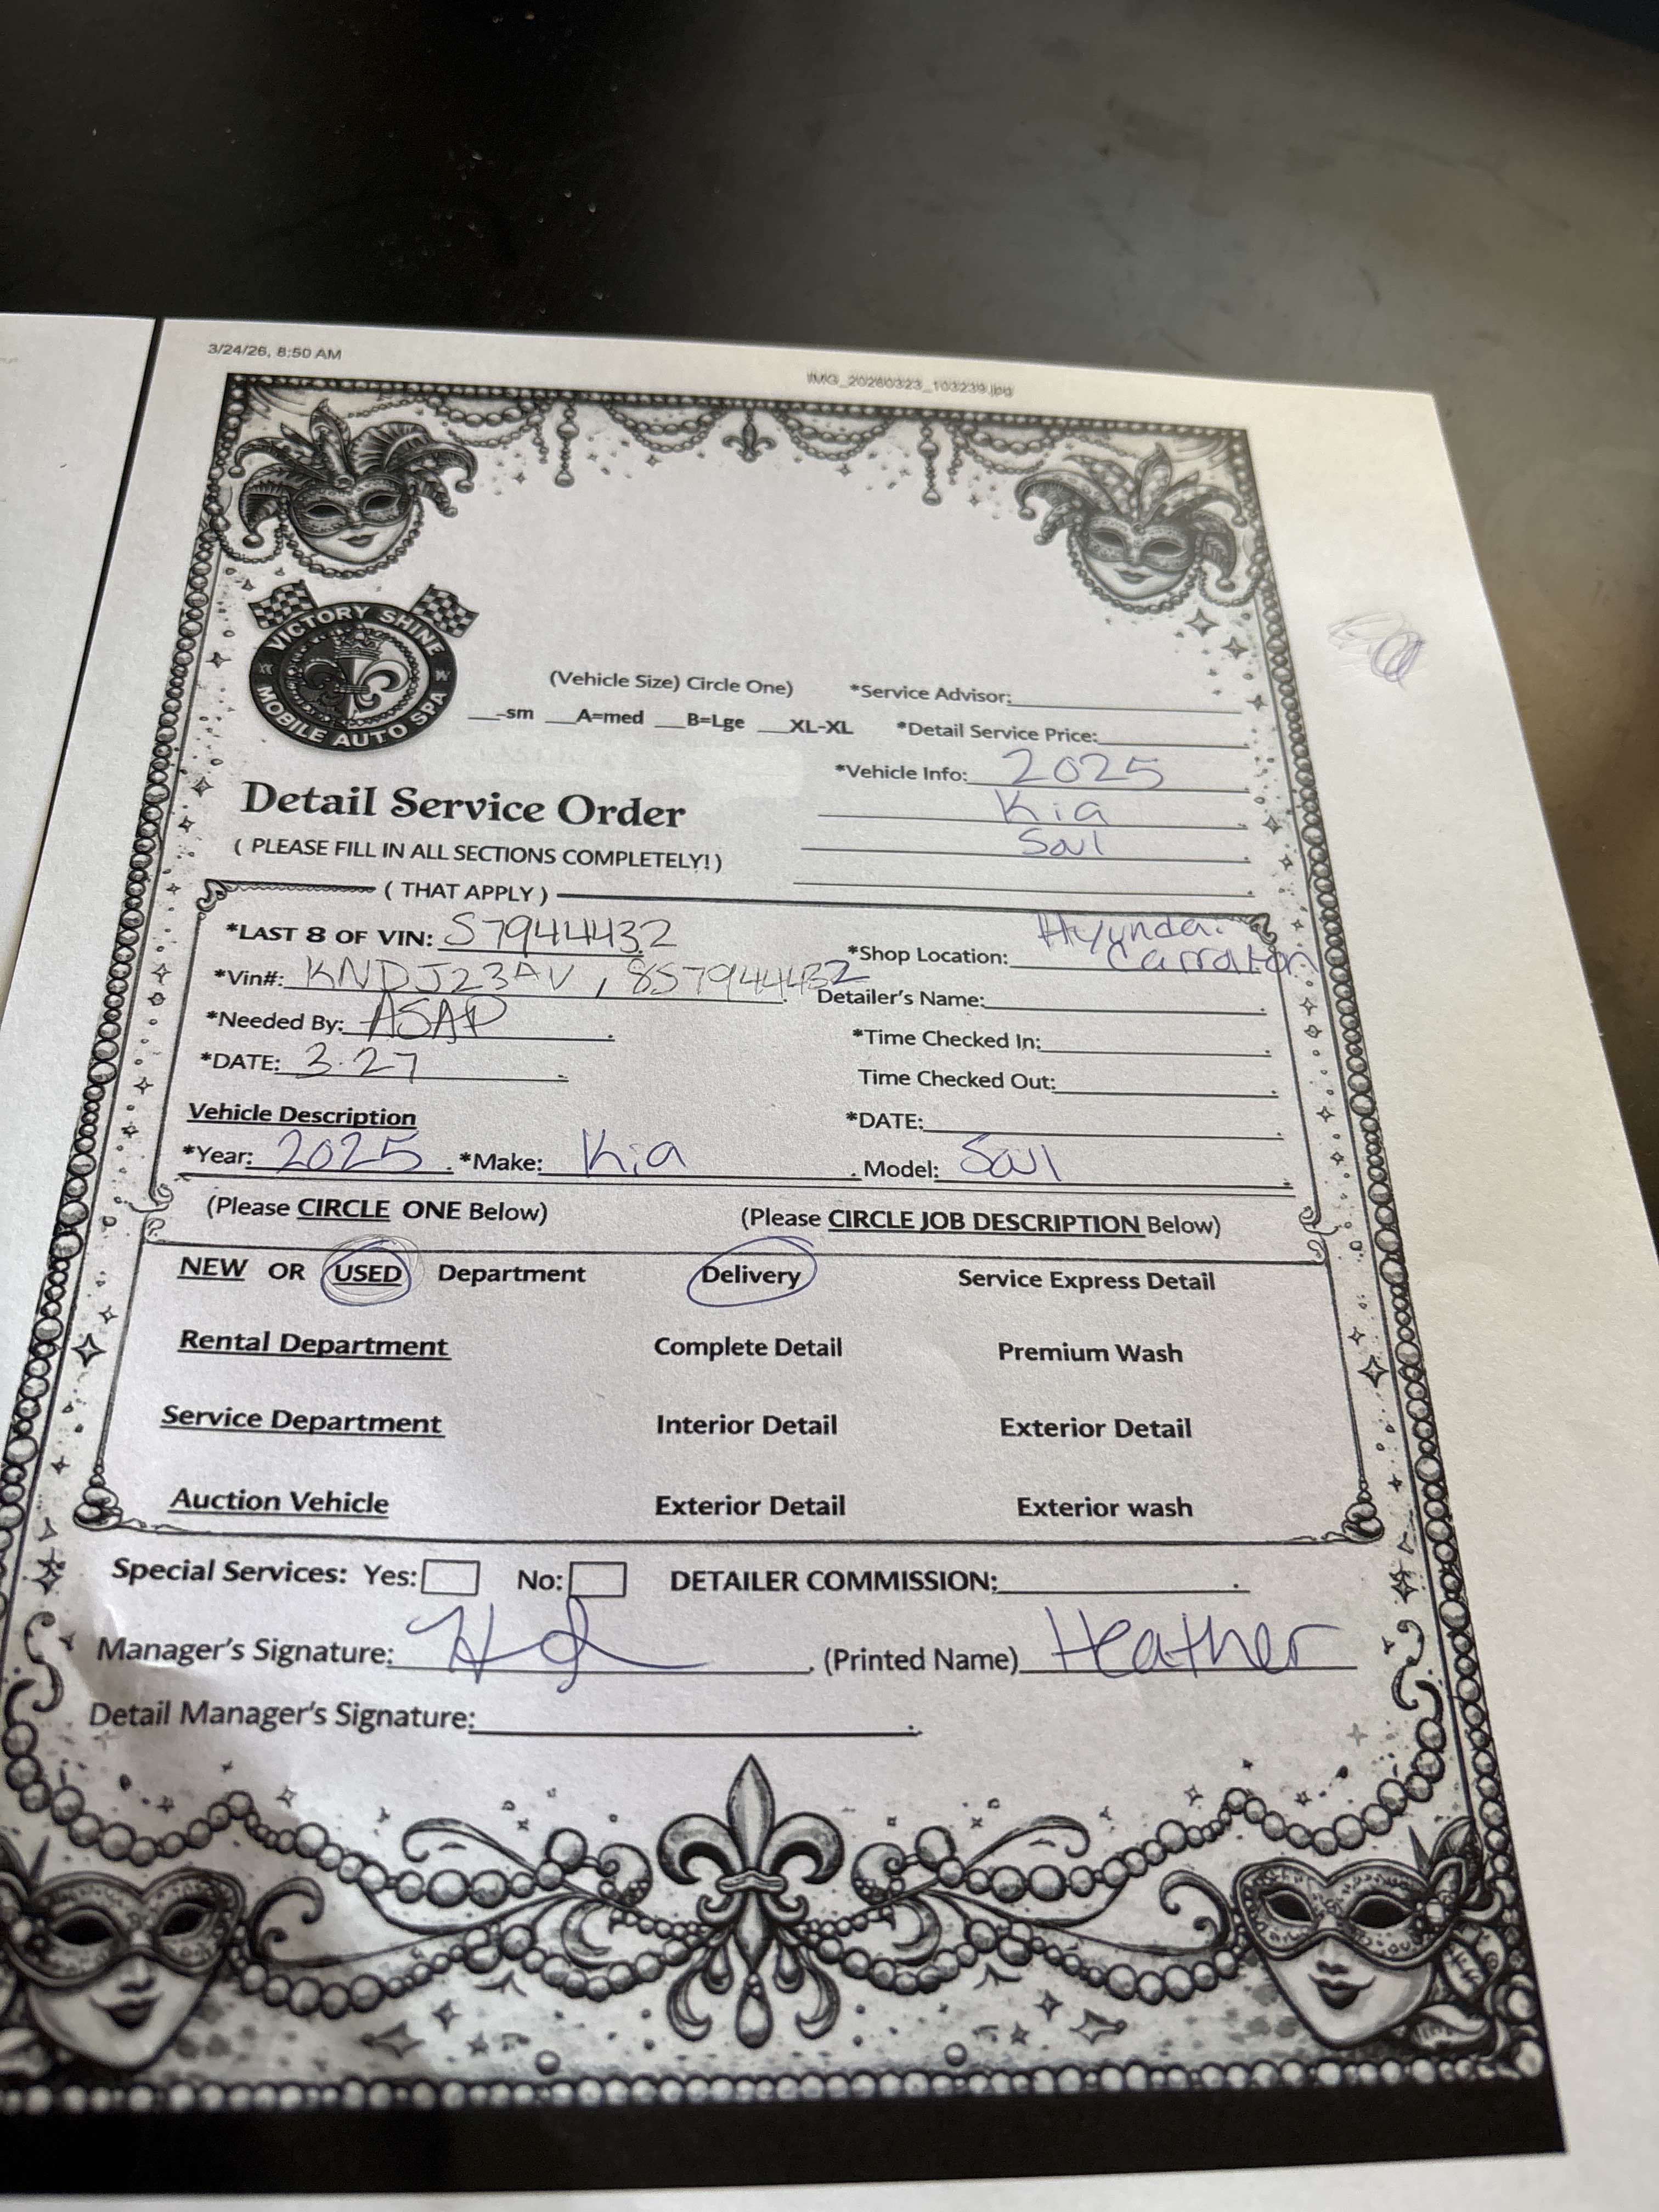 3/24/26, 8:50 AM
IMG_20260323_103239.jpg
VICTORY SHINE
MOBILE AUTO SPA
(Vehicle Size) Circle One)
*Service Advisor:
__-sm __A=med __B=Lge __XL-XL
*Detail Service Price:
*Vehicle Info: 2025
Kia
Soul
Detail Service Order
( PLEASE FILL IN ALL SECTIONS COMPLETELY! )
( THAT APPLY )
*LAST 8 OF VIN: S7944432
*Shop Location: Hyundai
Carrollton
*Vin#: KNDJ23AV , 8S7944432
Detailer's Name:
*Needed By: ASAP
*Time Checked In:
*DATE: 3.27
Time Checked Out:
Vehicle Description
*DATE:
*Year: 2025 . *Make: Kia . Model: Soul
(Please CIRCLE ONE Below)
(Please CIRCLE JOB DESCRIPTION Below)
NEW OR USED Department
Delivery
Service Express Detail
Rental Department
Complete Detail
Premium Wash
Service Department
Interior Detail
Exterior Detail
Auction Vehicle
Exterior Detail
Exterior wash
Special Services: Yes: No:
DETAILER COMMISSION:
Manager's Signature:
(Printed Name) Heather
Detail Manager's Signature: